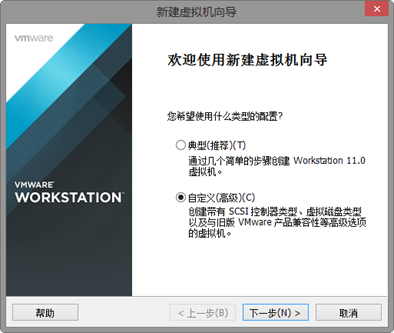 新建虚拟机向导
vmware
欢迎使用新建虚拟机向导
您希望使用什么类型的配置?
典型(推荐)(T)
通过几个简单的步骤创建 Workstation 11.0
虚拟机。
自定义(高级)(C)
创建带有 SCSI 控制器类型、虚拟磁盘类型
以及与旧版 VMware 产品兼容性等高级选项
的虚拟机。
VMWARE
WORKSTATION™
帮助
< 上一步(B)
下一步(N) >
取消